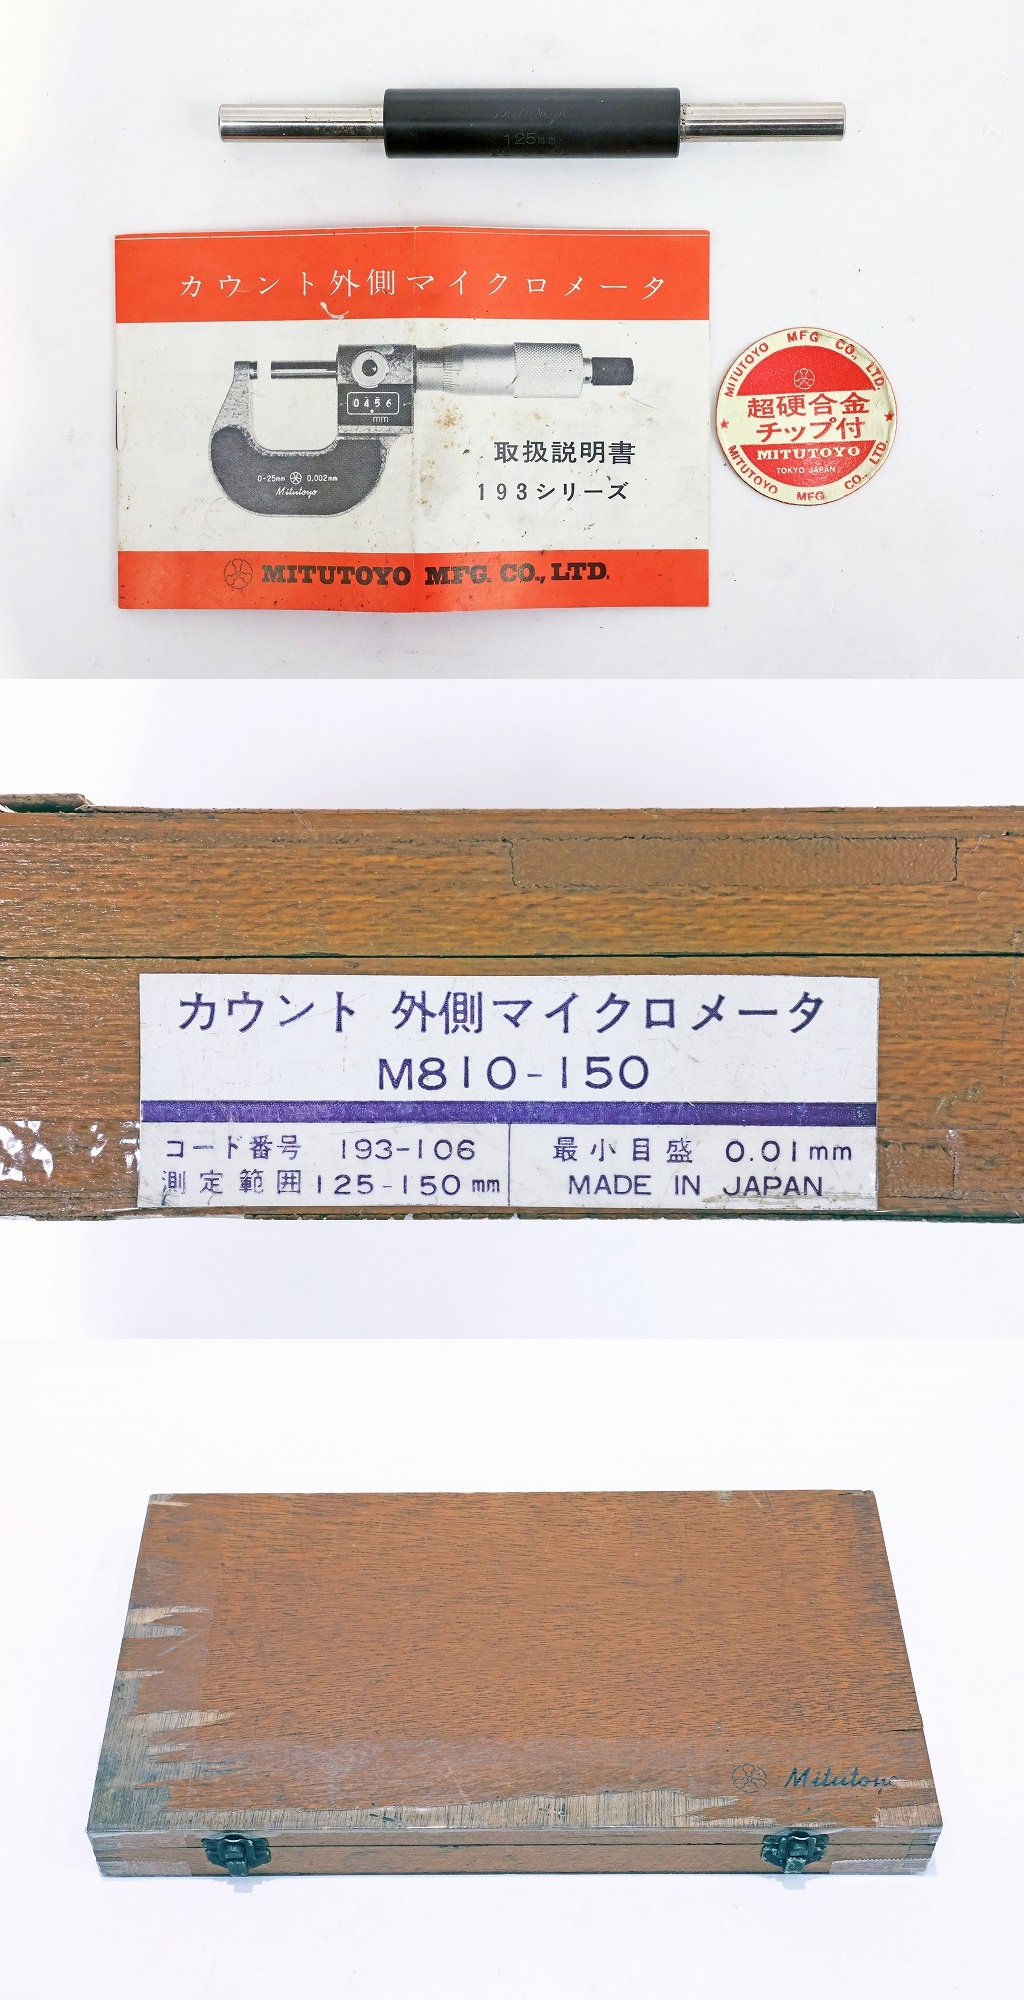 Mitutoyo
125mm
カウント外側マイクロメータ
0456
mm
0-25mm 0.002mm
Mitutoyo
取扱説明書
193シリーズ
MITUTOYO MFG. CO., LTD.
MITUTOYO MFG CO., LTD.
超硬合金
チップ付
MITUTOYO
TOKYO JAPAN
MITUTOYO MFG CO., LTD.
カウント 外側マイクロメータ
M810-150
コード番号 193-106
測定範囲 125-150mm
最小目盛 0.01mm
MADE IN JAPAN
Mitutoyo